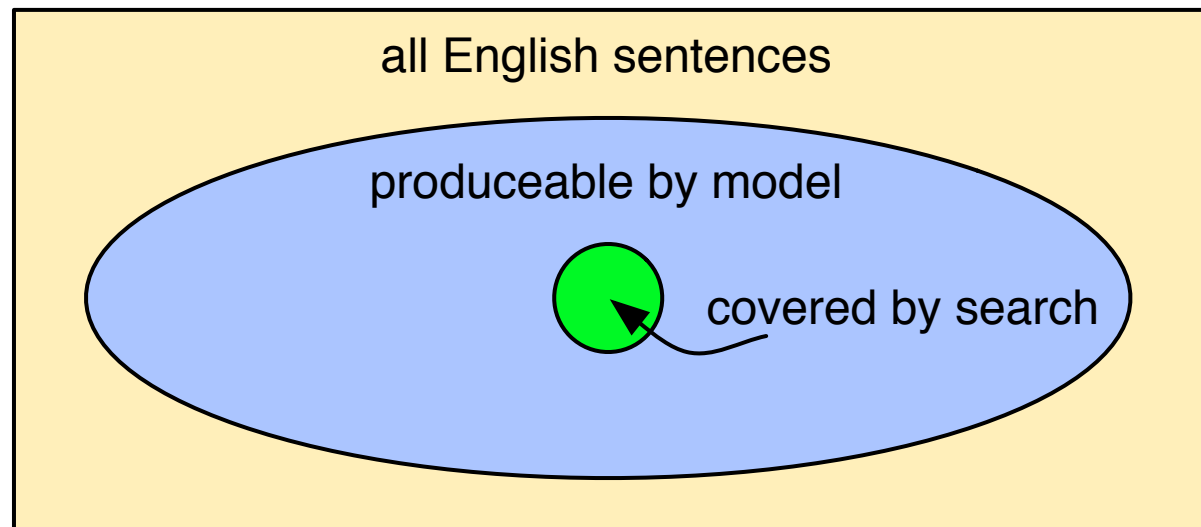 all English sentences
produceable by model
covered by search